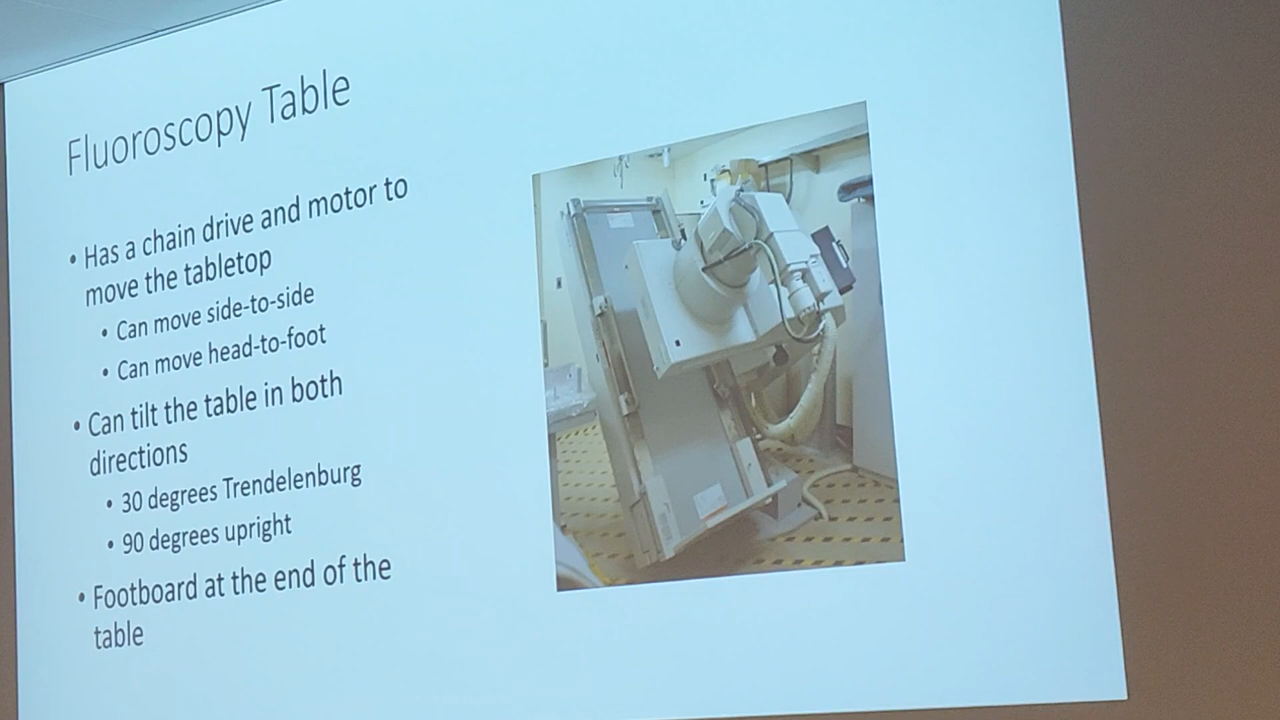 Fluoroscopy Table
• Has a chain drive and motor to
move the tabletop
• Can move side-to-side
• Can move head-to-foot
• Can tilt the table in both
directions
• 30 degrees Trendelenburg
• 90 degrees upright
• Footboard at the end of the
table